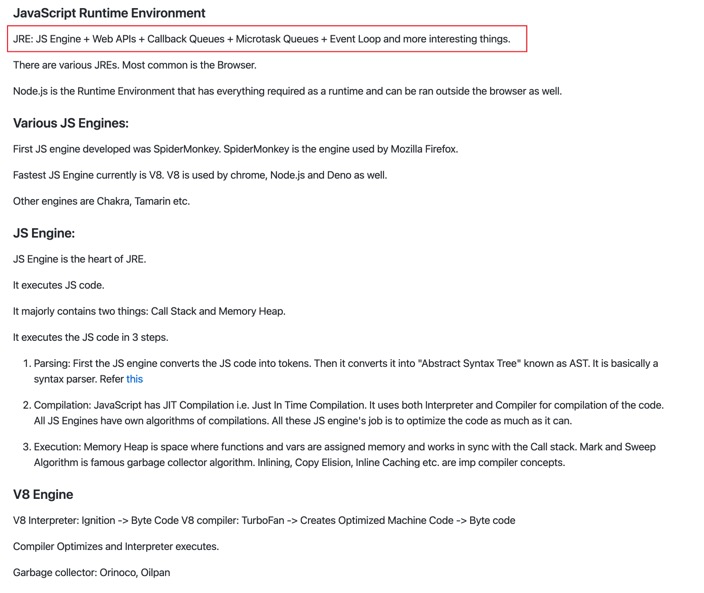 JavaScript Runtime Environment
JRE: JS Engine + Web APIs + Callback Queues + Microtask Queues + Event Loop and more interesting things.
There are various JREs. Most common is the Browser.
Node.js is the Runtime Environment that has everything required as a runtime and can be ran outside the browser as well.
Various JS Engines:
First JS engine developed was SpiderMonkey. SpiderMonkey is the engine used by Mozilla Firefox.
Fastest JS Engine currently is V8. V8 is used by chrome, Node.js and Deno as well.
Other engines are Chakra, Tamarin etc.
JS Engine:
JS Engine is the heart of JRE.
It executes JS code.
It majorly contains two things: Call Stack and Memory Heap.
It executes the JS code in 3 steps.
1. Parsing: First the JS engine converts the JS code into tokens. Then it converts it into "Abstract Syntax Tree" known as AST. It is basically a
syntax parser. Refer this
2. Compilation: JavaScript has JIT Compilation i.e. Just In Time Compilation. It uses both Interpreter and Compiler for compilation of the code.
All JS Engines have own algorithms of compilations. All these JS engine's job is to optimize the code as much as it can.
3. Execution: Memory Heap is space where functions and vars are assigned memory and works in sync with the Call stack. Mark and Sweep
Algorithm is famous garbage collector algorithm. Inlining, Copy Elision, Inline Caching etc. are imp compiler concepts.
V8 Engine
V8 Interpreter: Ignition -> Byte Code V8 compiler: TurboFan -> Creates Optimized Machine Code -> Byte code
Compiler Optimizes and Interpreter executes.
Garbage collector: Orinoco, Oilpan